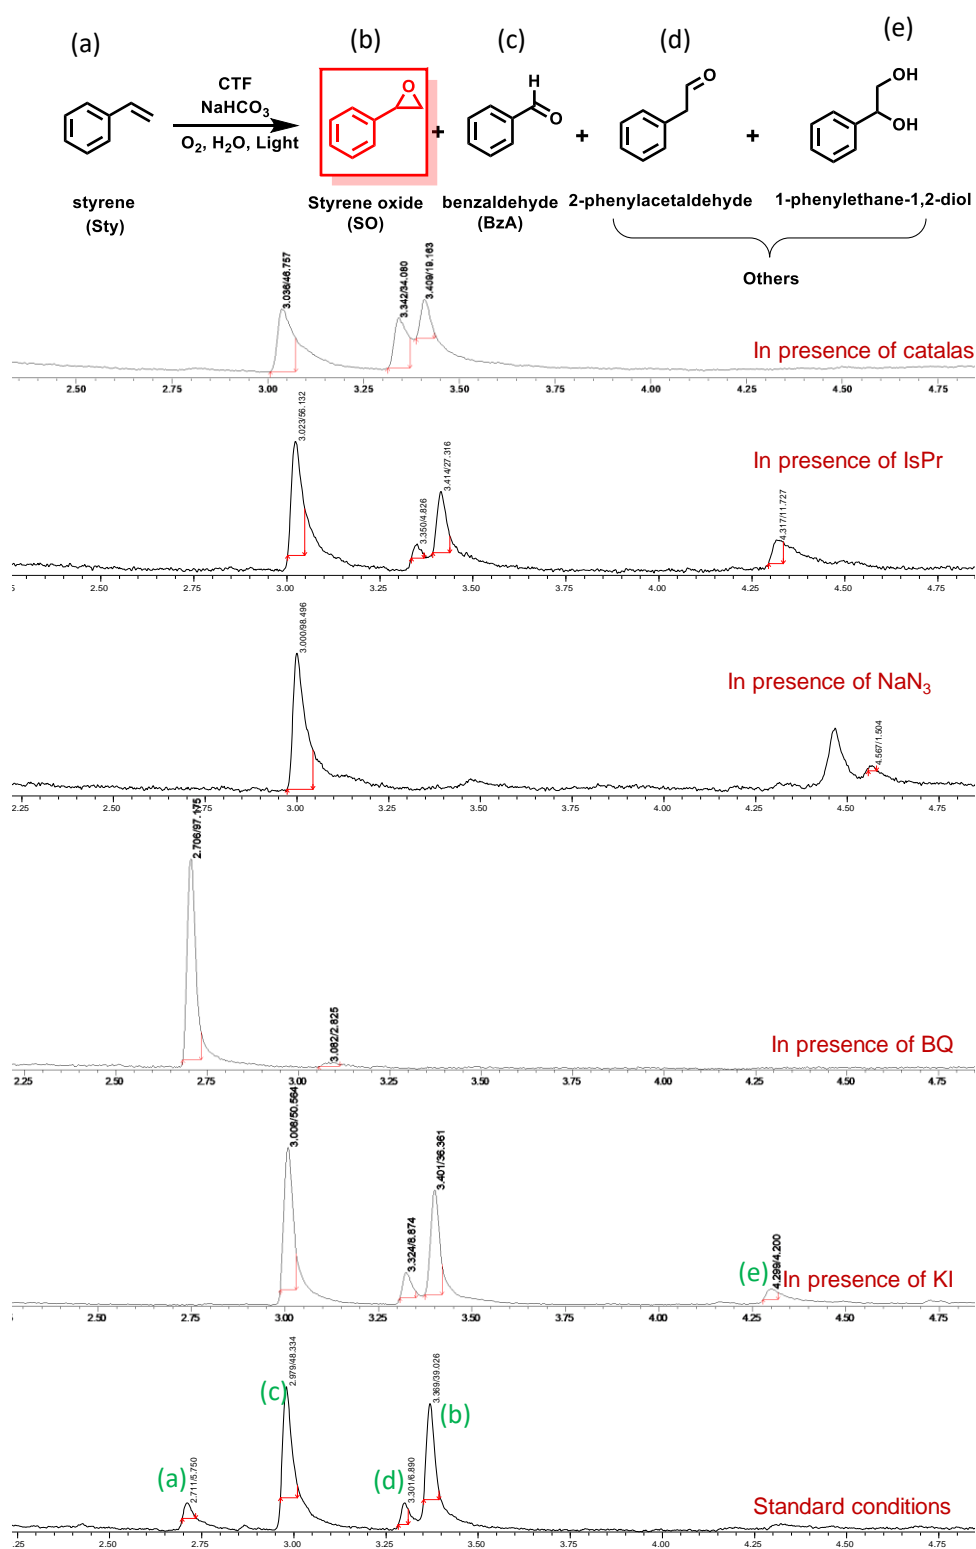 (a)
(b)
(c)
(d)
(e)
CTF
NaHCO3
O2, H2O, Light
O
+
H
O
+
O
+
OH
OH
styrene
(Sty)
Styrene oxide
(SO)
benzaldehyde
(BzA)
2-phenylacetaldehyde
1-phenylethane-1,2-diol
Others
3.036/46.757
3.342/34.080
3.409/19.163
In presence of catalas
2.50 2.75 3.00 3.25 3.50 4.00 4.25 4.50 4.75
3.023/56.132
3.350/4.826
3.414/27.316
4.317/11.727
In presence of IsPr
5 2.50 2.75 3.00 3.25 3.50 3.75 4.00 4.25 4.50 4.75
3.000/98.496
4.567/1.504
In presence of NaN3
2.25 2.50 2.75 3.00 3.25 3.50 3.75 4.00 4.25 4.50 4.75
2.706/97.175
3.082/2.825
In presence of BQ
2.25 2.50 2.75 3.00 3.25 3.50 3.75 4.00 4.25 4.50 4.75
3.008/50.564
3.324/8.874
3.401/36.361
4.299/4.200
(e)
In presence of KI
2.50 2.75 3.00 3.25 3.50 3.75 4.00 4.25 4.50 4.75
2.979/48.334
3.369/39.026
(c)
(b)
(a)
2.711/5.750
(d)
3.301/6.890
Standard conditions
.25 2.50 2.75 3.00 3.25 3.50 3.75 4.00 4.25 4.50 4.75